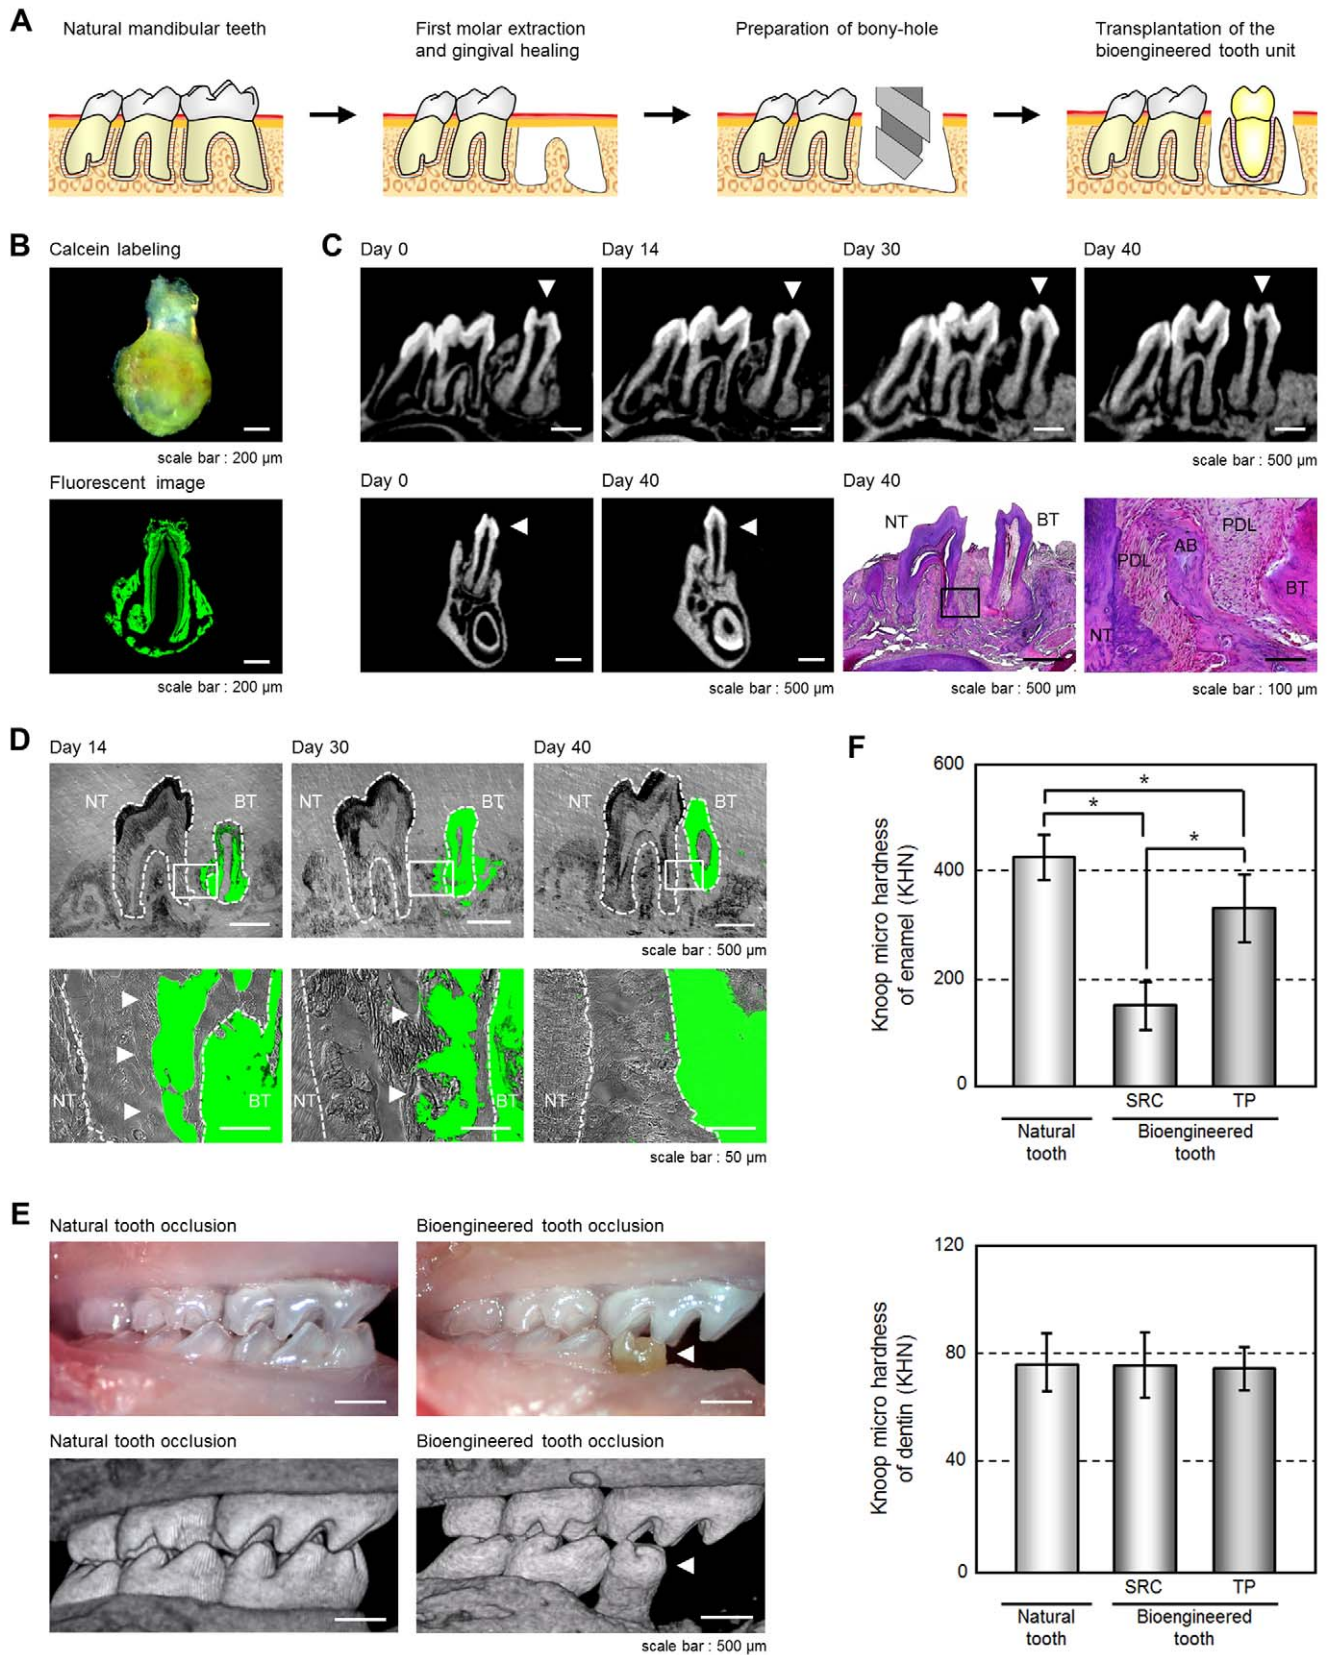 A
Natural mandibular teeth
First molar extraction
and gingival healing
Preparation of bony-hole
Transplantation of the
bioengineered tooth unit
B
Calcein labeling
scale bar : 200 µm
Fluorescent image
scale bar : 200 µm
C
Day 0
Day 14
Day 30
Day 40
scale bar : 500 µm
Day 0
Day 40
Day 40
NT
BT
PDL
AB
PDL
BT
NT
scale bar : 500 µm
scale bar : 500 µm
scale bar : 100 µm
D
Day 14
Day 30
Day 40
NT
BT
NT
BT
NT
BT
scale bar : 500 µm
NT
BT
NT
BT
NT
scale bar : 50 µm
E
Natural tooth occlusion
Bioengineered tooth occlusion
Natural tooth occlusion
Bioengineered tooth occlusion
scale bar : 500 µm
F
Knoop micro hardness
of enamel (KHN)
600
400
200
0
*
*
*
SRC
TP
Natural
tooth
Bioengineered
tooth
Knoop micro hardness
of dentin (KHN)
120
80
40
0
SRC
TP
Natural
tooth
Bioengineered
tooth